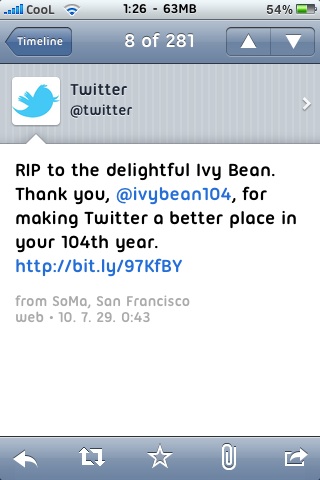 CooL 1:26 - 63MB 54%
Timeline 8 of 281
Twitter
@twitter
RIP to the delightful Ivy Bean.
Thank you, @ivybean104, for
making Twitter a better place in
your 104th year.
http://bit.ly/97KfBY
from SoMa, San Francisco
web • 10. 7. 29. 0:43